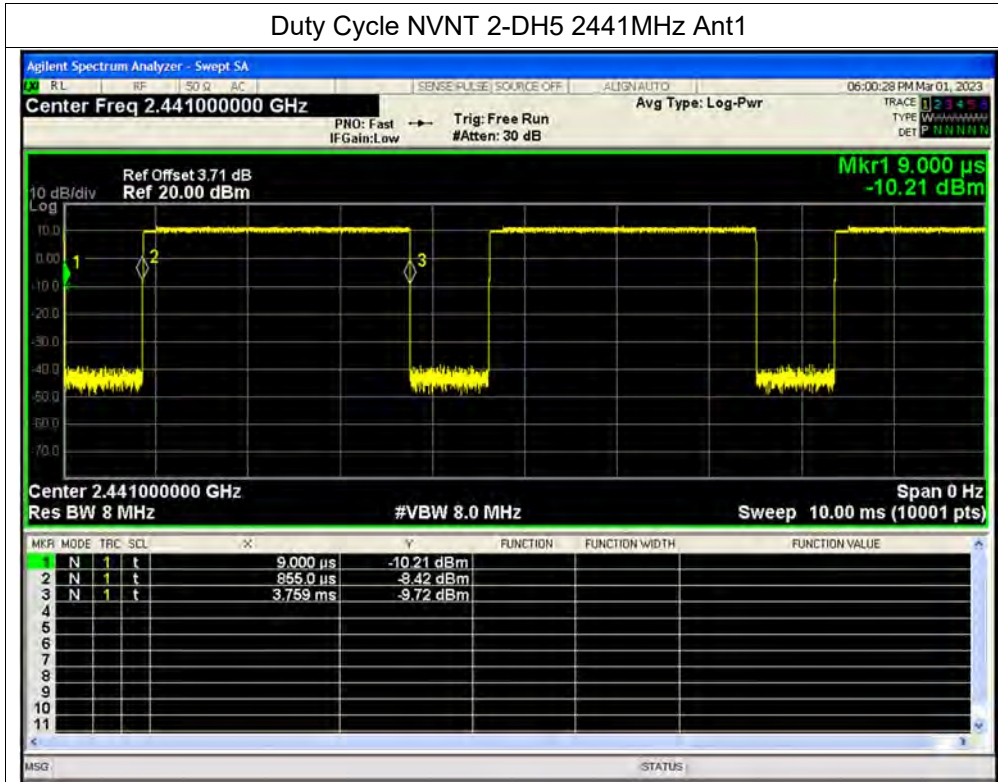 Duty Cycle NVNT 2-DH5 2441MHz Ant1
Agilent Spectrum Analyzer - Swept SA
LXI RL RF 50 Ω AC SENSE:PULSE SOURCE OFF ALIGNAUTO 06:00:28 PM Mar 01, 2023
Center Freq 2.441000000 GHz Avg Type: Log-Pwr TRACE 1 2 3 4 5 6
PNO: Fast Trig: Free Run TYPE W
IFGain:Low #Atten: 30 dB DET P N N N N N
Mkr1 9.000 µs
Ref Offset 3.71 dB
10 dB/div Ref 20.00 dBm -10.21 dBm
Log
10.0
0.00
1 2 3
-10.0
-20.0
-30.0
-40.0
-50.0
-60.0
-70.0
Center 2.441000000 GHz Span 0 Hz
Res BW 8 MHz #VBW 8.0 MHz Sweep 10.00 ms (10001 pts)
MKR MODE TRC SCL X Y FUNCTION FUNCTION WIDTH FUNCTION VALUE
1 N 1 t 9.000 µs -10.21 dBm
2 N 1 t 855.0 µs -8.42 dBm
3 N 1 t 3.759 ms -9.72 dBm
4
5
6
7
8
9
10
11
MSG STATUS